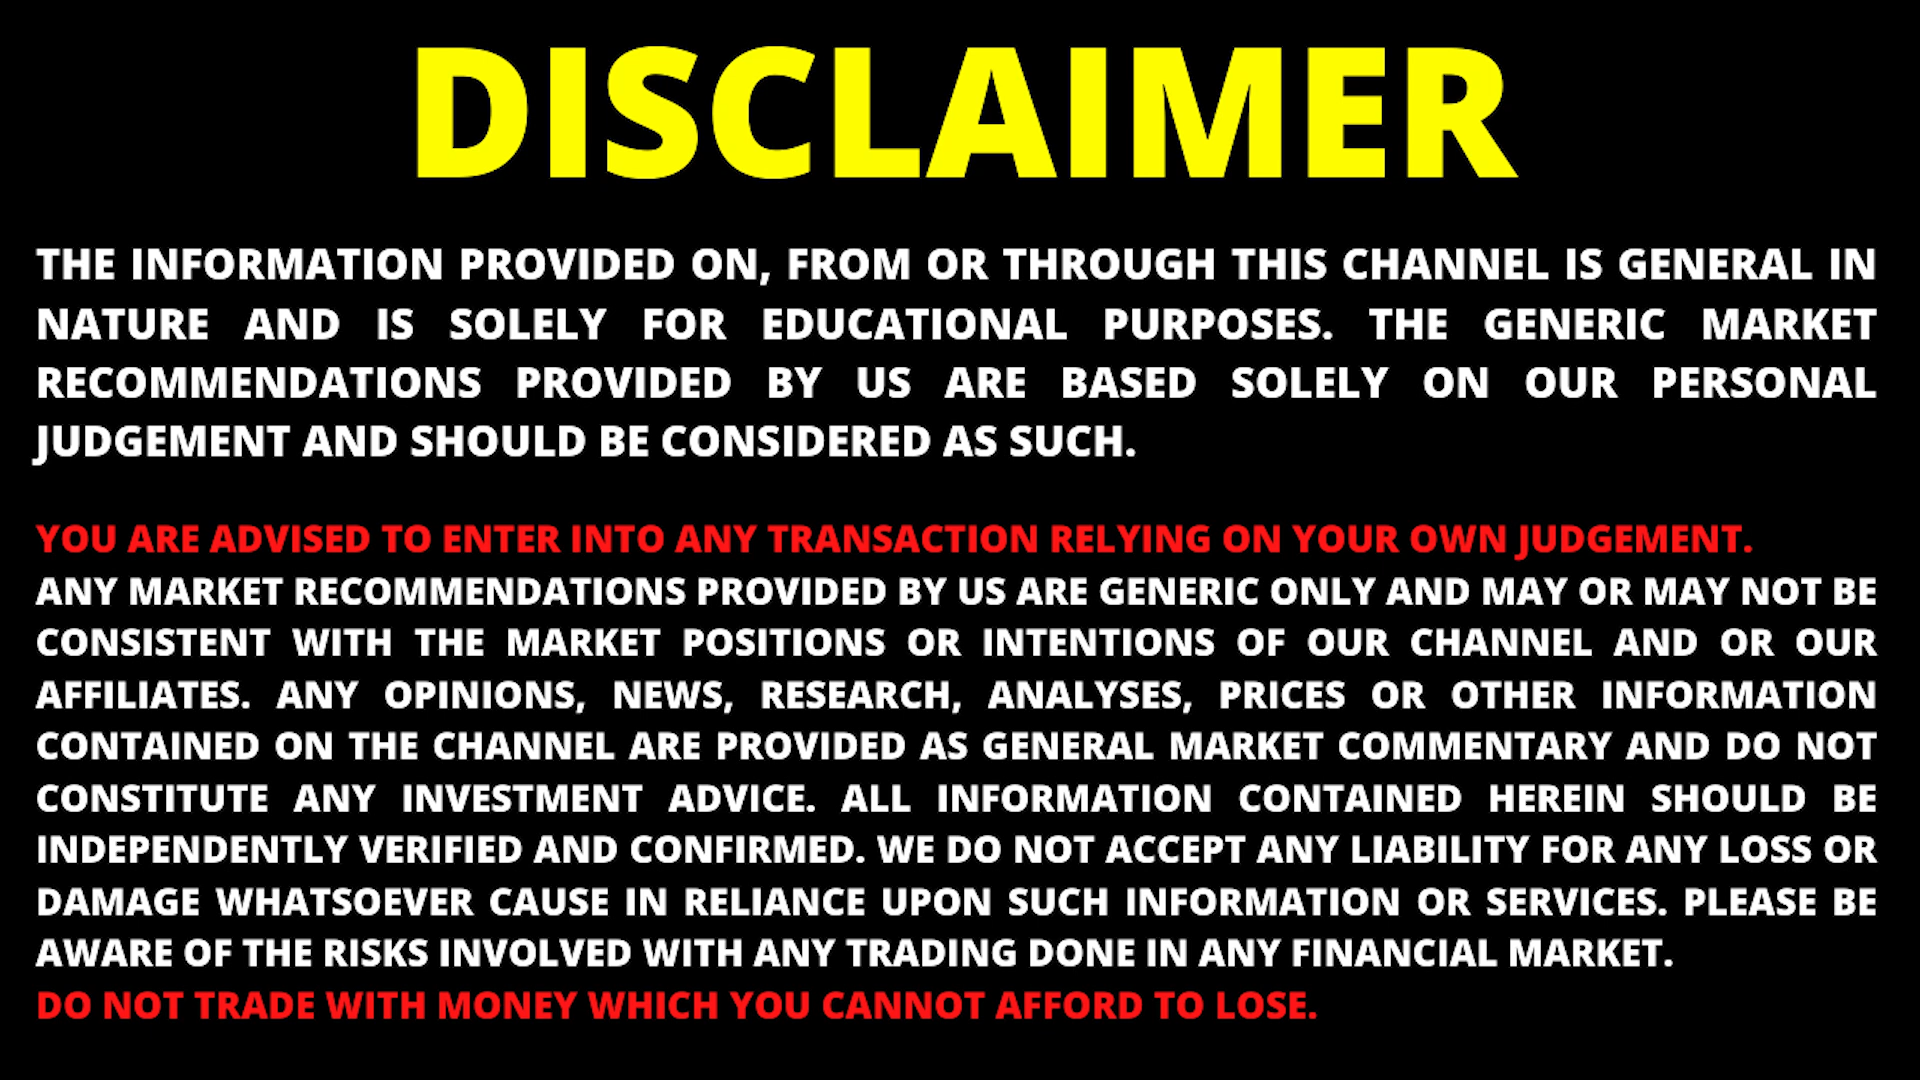 DISCLAIMER
THE INFORMATION PROVIDED ON, FROM OR THROUGH THIS CHANNEL IS GENERAL IN
NATURE AND IS SOLELY FOR EDUCATIONAL PURPOSES. THE GENERIC MARKET
RECOMMENDATIONS PROVIDED BY US ARE BASED SOLELY ON OUR PERSONAL
JUDGEMENT AND SHOULD BE CONSIDERED AS SUCH.
YOU ARE ADVISED TO ENTER INTO ANY TRANSACTION RELYING ON YOUR OWN JUDGEMENT.
ANY MARKET RECOMMENDATIONS PROVIDED BY US ARE GENERIC ONLY AND MAY OR MAY NOT BE
CONSISTENT WITH THE MARKET POSITIONS OR INTENTIONS OF OUR CHANNEL AND OR OUR
AFFILIATES. ANY OPINIONS, NEWS, RESEARCH, ANALYSES, PRICES OR OTHER INFORMATION
CONTAINED ON THE CHANNEL ARE PROVIDED AS GENERAL MARKET COMMENTARY AND DO NOT
CONSTITUTE ANY INVESTMENT ADVICE. ALL INFORMATION CONTAINED HEREIN SHOULD BE
INDEPENDENTLY VERIFIED AND CONFIRMED. WE DO NOT ACCEPT ANY LIABILITY FOR ANY LOSS OR
DAMAGE WHATSOEVER CAUSE IN RELIANCE UPON SUCH INFORMATION OR SERVICES. PLEASE BE
AWARE OF THE RISKS INVOLVED WITH ANY TRADING DONE IN ANY FINANCIAL MARKET.
DO NOT TRADE WITH MONEY WHICH YOU CANNOT AFFORD TO LOSE.